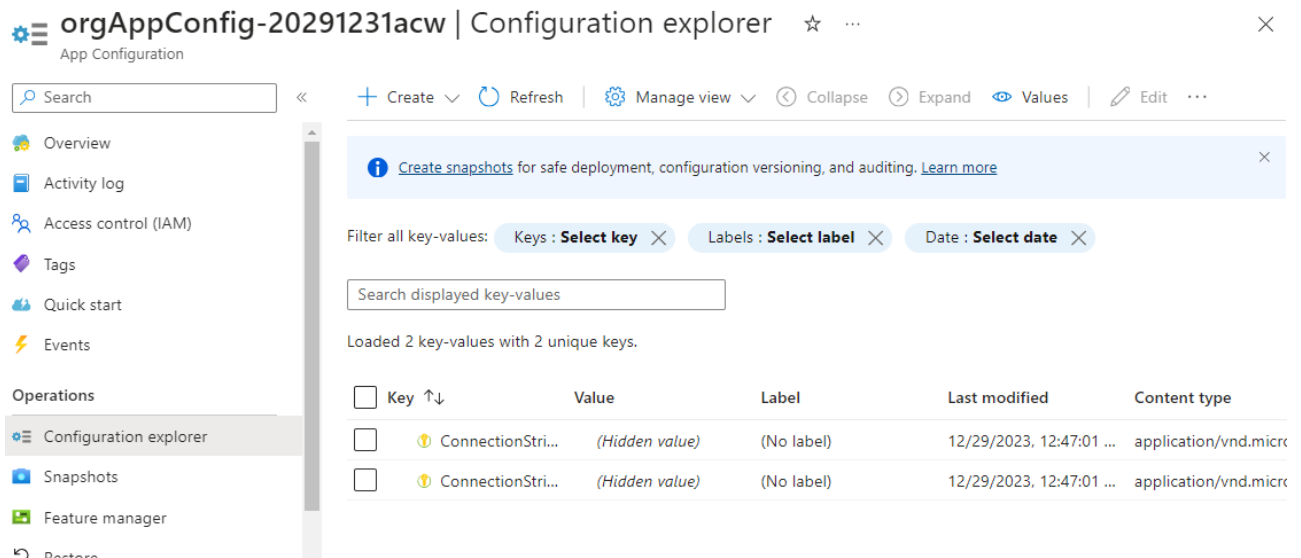 orgAppConfig-20291231acw | Configuration explorer
App Configuration
Search
Overview
Activity log
Access control (IAM)
Tags
Quick start
Events
Operations
Configuration explorer
Snapshots
Feature manager
Restore
Create
Refresh
Manage view
Collapse
Expand
Values
Edit
Create snapshots for safe deployment, configuration versioning, and auditing. Learn more
Filter all key-values: Keys : Select key Labels : Select label Date : Select date
Search displayed key-values
Loaded 2 key-values with 2 unique keys.
Key Value Label Last modified Content type
ConnectionStri... (Hidden value) (No label) 12/29/2023, 12:47:01 ... application/vnd.micro
ConnectionStri... (Hidden value) (No label) 12/29/2023, 12:47:01 ... application/vnd.micro